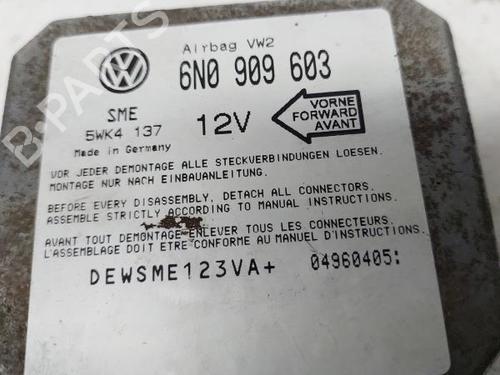 Airbag VW2
6N0 909 603
SME
5WK4 137
12V
Made in Germany
VORNE
FORWARD
AVANT
VOR JEDER DEMONTAGE ALLE STECKVERBINDUNGEN LOESEN.
MONTAGE NUR NACH EINBAUANLEITUNG.
BEFORE EVERY DISASSEMBLY, DETACH ALL CONNECTORS.
ASSEMBLE STRICTLY ACCORDING TO MANUAL INSTRUCTIONS.
AVANT TOUT DEMONTAGE ENLEVER TOUS LES CONNECTEURS.
L'ASSEMBLAGE DOIT ETRE CONFORME AU MANUEL D'INSTRUCTIONS.
DEWSME123VA+ 04960405:
B-PARTS